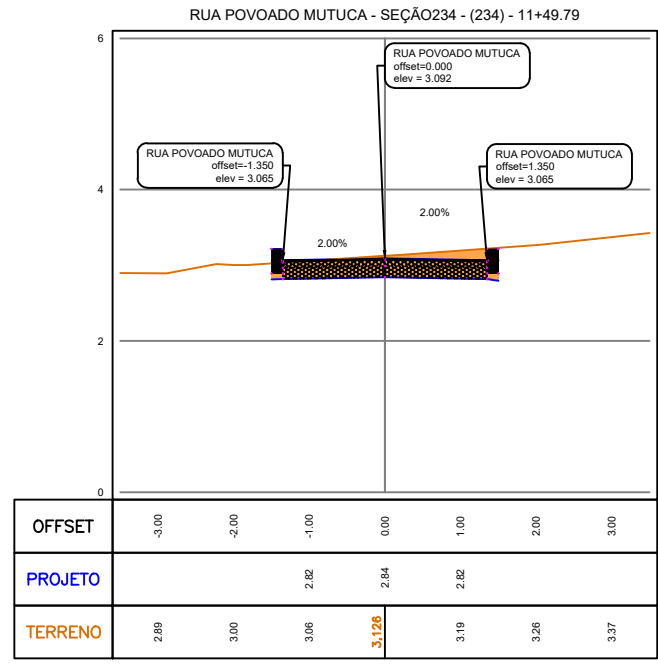 RUA POVOADO MUTUCA - SEÇÃO234 - (234) - 11+49.79
6
RUA POVOADO MUTUCA
offset=0.000
elev = 3.092
RUA POVOADO MUTUCA
offset=-1.350
elev = 3.065
RUA POVOADO MUTUCA
offset=1.350
elev = 3.065
4
2.00%
2.00%
2
0
OFFSET -3.00 -2.00 -1.00 0.00 1.00 2.00 3.00
PROJETO 2.82 2.84 2.82
TERRENO 2.89 3.00 3.06 3,126 3.19 3.26 3.37